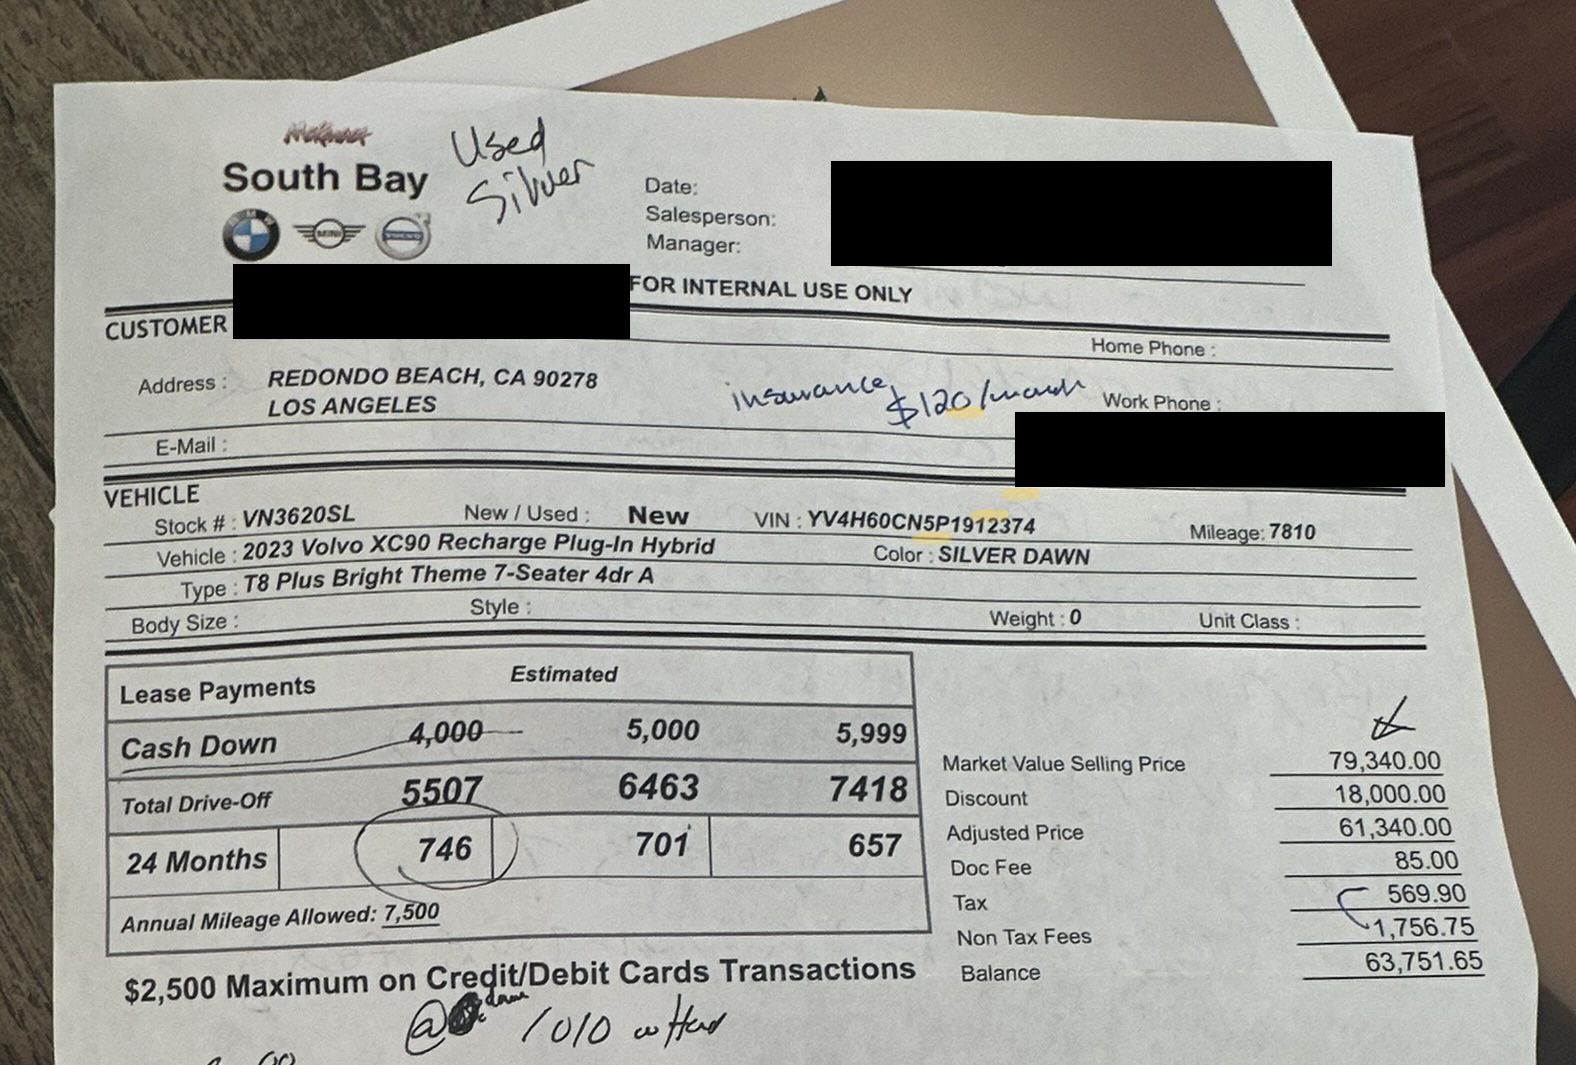 McKenna
Used
South Bay
Silver
BMW MINI VOLVO
Date:
Salesperson:
Manager:
FOR INTERNAL USE ONLY
CUSTOMER
Home Phone :
Address : REDONDO BEACH, CA 90278
LOS ANGELES
insurance $120/month
Work Phone :
E-Mail :
VEHICLE
Stock # : VN3620SL New / Used : New VIN : YV4H60CN5P1912374 Mileage: 7810
Vehicle : 2023 Volvo XC90 Recharge Plug-In Hybrid Color : SILVER DAWN
Type : T8 Plus Bright Theme 7-Seater 4dr A
Body Size : Style : Weight : 0 Unit Class :
Lease Payments Estimated
Cash Down 4,000 5,000 5,999
Total Drive-Off 5507 6463 7418
24 Months 746 701 657
Annual Mileage Allowed: 7,500
Market Value Selling Price 79,340.00
Discount 18,000.00
Adjusted Price 61,340.00
Doc Fee 85.00
Tax 569.90
Non Tax Fees 1,756.75
Balance 63,751.65
$2,500 Maximum on Credit/Debit Cards Transactions
@ down